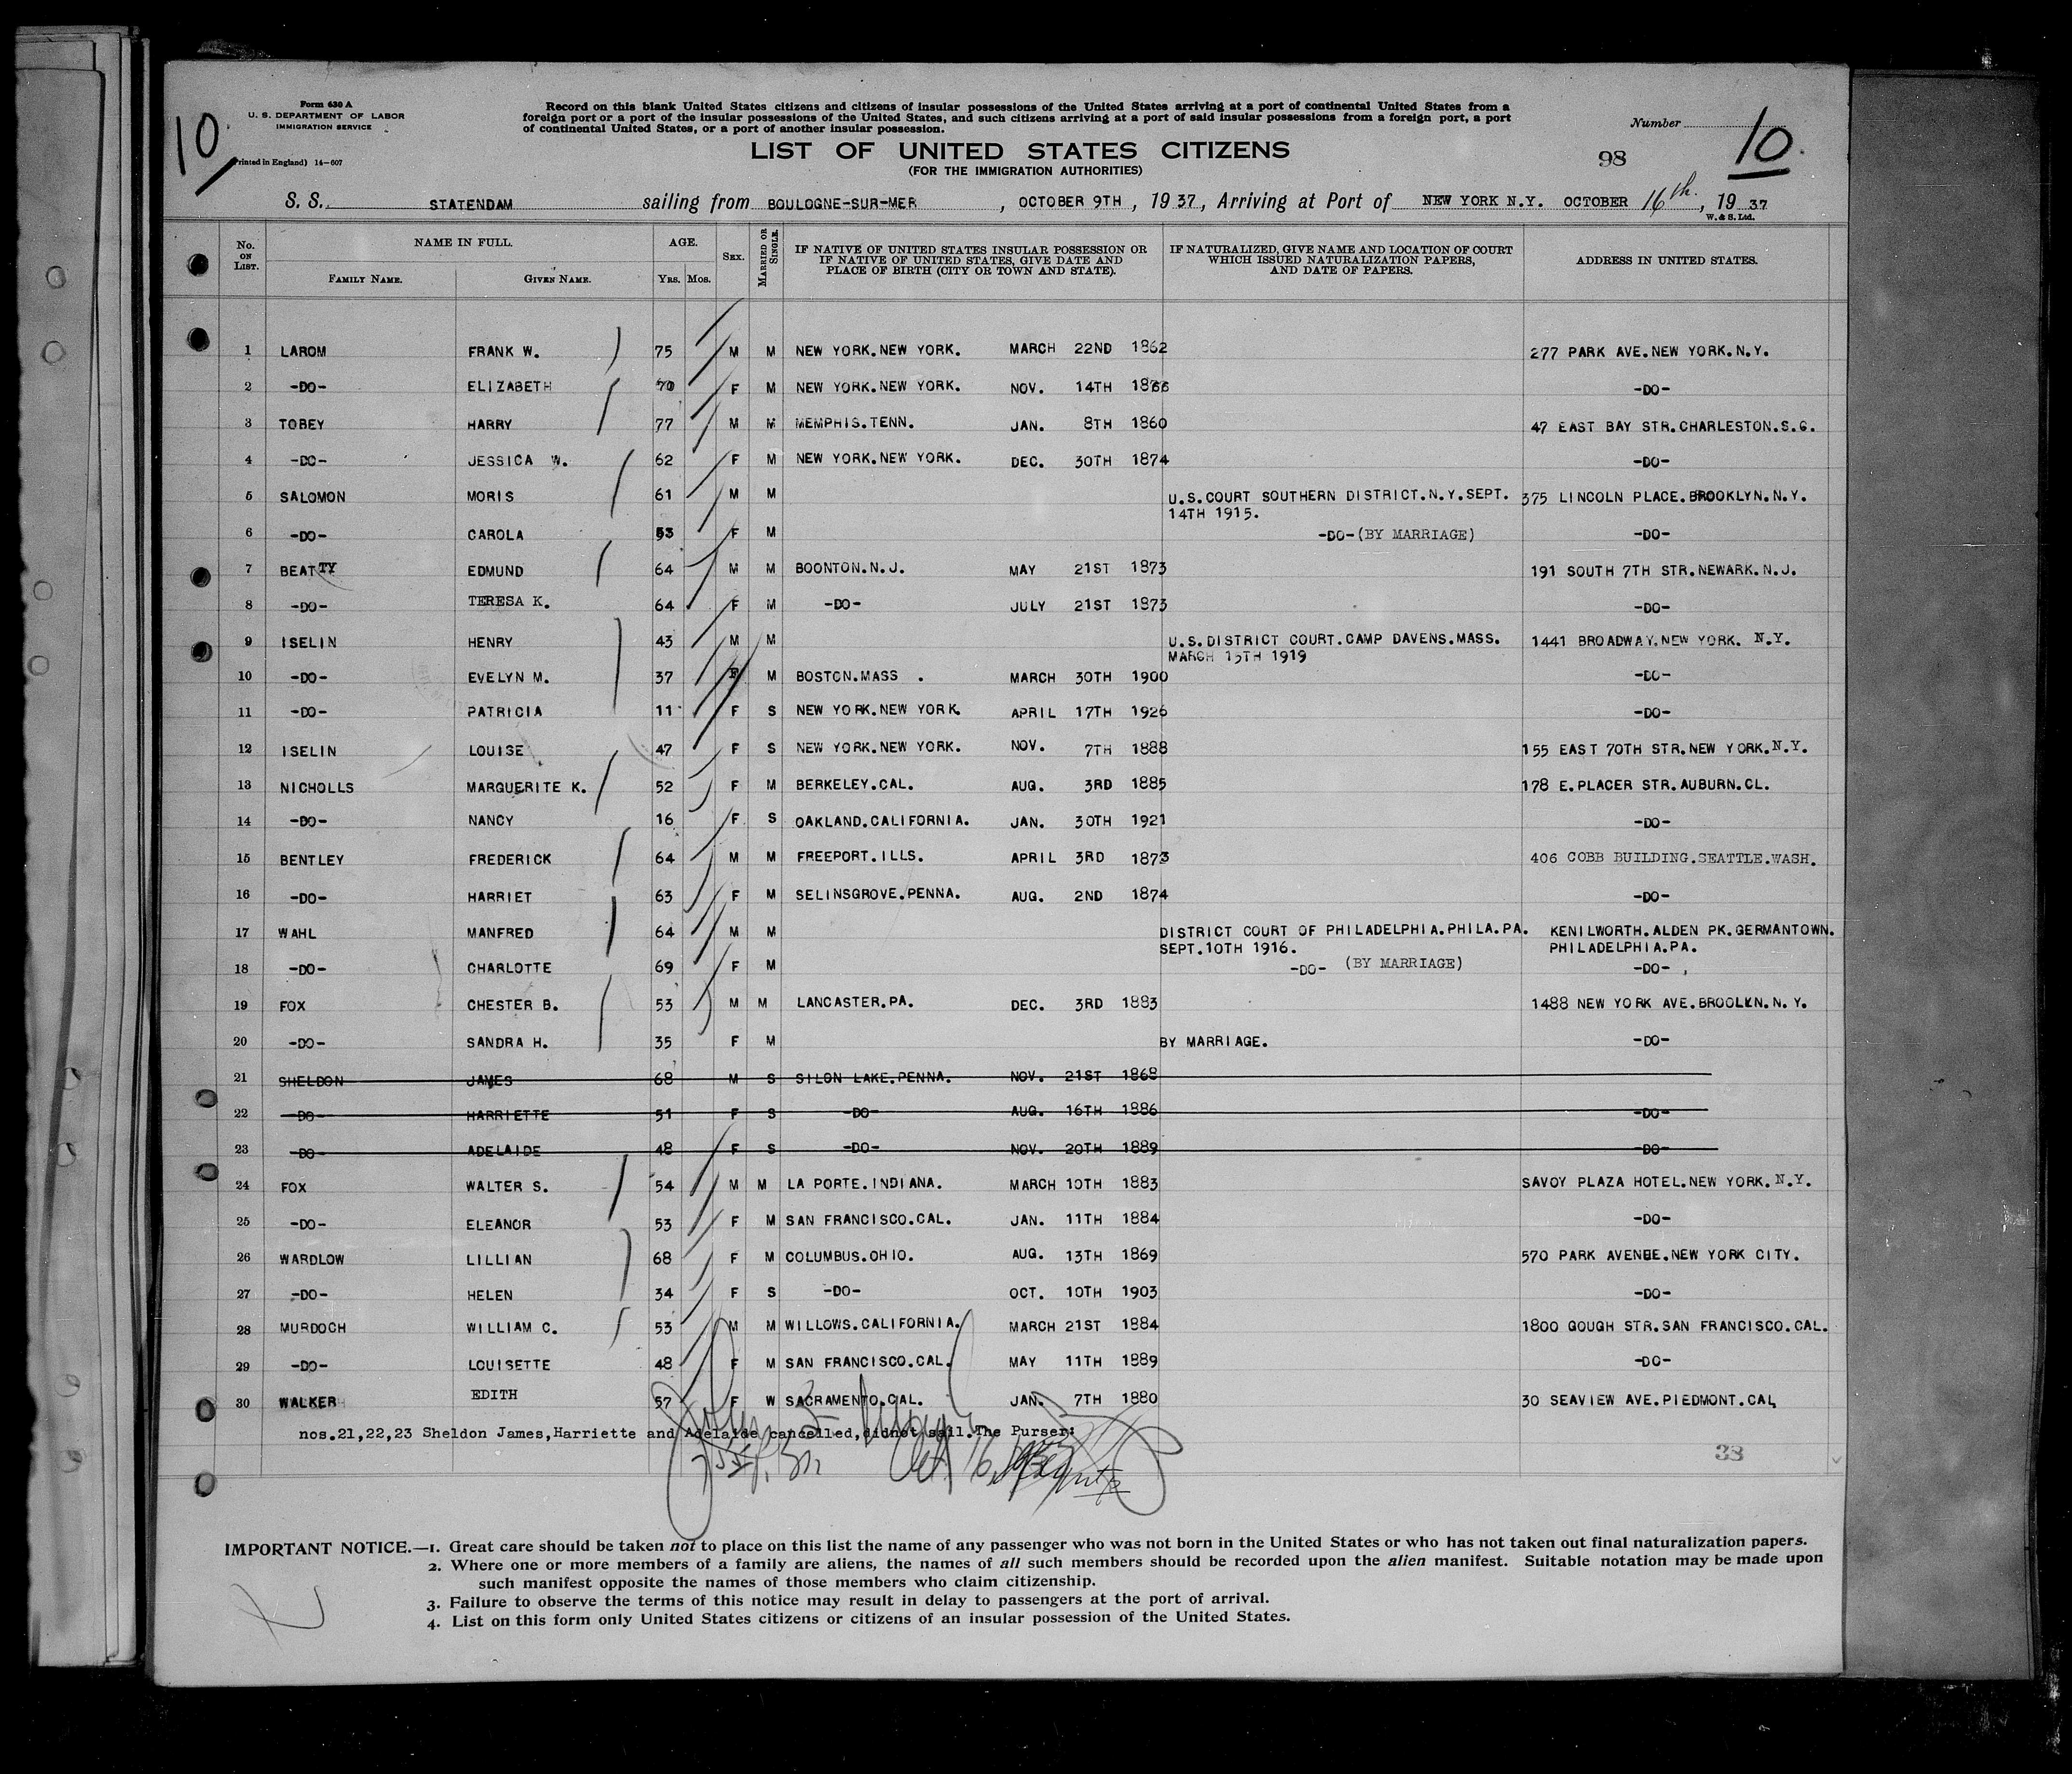 Form 630 A
U. S. DEPARTMENT OF LABOR
IMMIGRATION SERVICE
(Printed in England) 14-607
10
Record on this blank United States citizens and citizens of insular possessions of the United States arriving at a port of continental United States from a
foreign port or a port of the insular possessions of the United States, and such citizens arriving at a port of said insular possessions from a foreign port, a port
of continental United States, or a port of another insular possession.
Number 10
98
LIST OF UNITED STATES CITIZENS
(FOR THE IMMIGRATION AUTHORITIES)
S. S. STATENDAM sailing from BOULOGNE-SUR-MER, OCTOBER 9TH, 1937, Arriving at Port of NEW YORK N.Y. OCTOBER 16th., 19 37
W. & S. Ltd.
No. ON LIST. NAME IN FULL. AGE. SEX. MARRIED OR SINGLE. IF NATIVE OF UNITED STATES INSULAR POSSESSION OR IF NATIVE OF UNITED STATES, GIVE DATE AND PLACE OF BIRTH (CITY OR TOWN AND STATE). IF NATURALIZED, GIVE NAME AND LOCATION OF COURT WHICH ISSUED NATURALIZATION PAPERS, AND DATE OF PAPERS. ADDRESS IN UNITED STATES.
FAMILY NAME. GIVEN NAME. YRS. MOS.
1 LAROM FRANK W. 75 M M NEW YORK.NEW YORK. MARCH 22ND 1862 277 PARK AVE.NEW YORK.N.Y.
2 -DO- ELIZABETH 70 F M NEW YORK.NEW YORK. NOV. 14TH 1866 -DO-
3 TOBEY HARRY 77 M M MEMPHIS.TENN. JAN. 8TH 1860 47 EAST BAY STR.CHARLESTON.S.C.
4 -DO- JESSICA W. 62 F M NEW YORK.NEW YORK. DEC. 30TH 1874 -DO-
5 SALOMON MORIS 61 M M U.S.COURT SOUTHERN DISTRICT.N.Y.SEPT. 375 LINCOLN PLACE.BROOKLYN.N.Y.
14TH 1915.
6 -DO- CAROLA 53 F M -DO-(BY MARRIAGE) -DO-
7 BEATTY EDMUND 64 M M BOONTON.N.J. MAY 21ST 1873 191 SOUTH 7TH STR.NEWARK.N.J.
8 -DO- TERESA K. 64 F M -DO- JULY 21ST 1873 -DO-
9 ISELIN HENRY 43 M M U.S.DISTRICT COURT.CAMP DAVENS.MASS. 1441 BROADWAY.NEW YORK. N.Y.
MARCH 15TH 1919
10 -DO- EVELYN M. 37 F M BOSTON.MASS . MARCH 30TH 1900 -DO-
11 -DO- PATRICIA 11 F S NEW YORK.NEW YORK. APRIL 17TH 1926 -DO-
12 ISELIN LOUISE 47 F S NEW YORK.NEW YORK. NOV. 7TH 1888 155 EAST 70TH STR.NEW YORK.N.Y.
13 NICHOLLS MARGUERITE K. 52 F M BERKELEY.CAL. AUG. 3RD 1885 178 E.PLACER STR.AUBURN.CL.
14 -DO- NANCY 16 F S OAKLAND.CALIFORNIA. JAN. 30TH 1921 -DO-
15 BENTLEY FREDERICK 64 M M FREEPORT.ILLS. APRIL 3RD 1873 406 COBB BUILDING.SEATTLE.WASH.
16 -DO- HARRIET 63 F M SELINSGROVE.PENNA. AUG. 2ND 1874 -DO-
17 WAHL MANFRED 64 M M DISTRICT COURT OF PHILADELPHIA.PHILA.PA. KENILWORTH.ALDEN PK.GERMANTOWN.
SEPT.10TH 1916. PHILADELPHIA.PA.
18 -DO- CHARLOTTE 69 F M -DO- (BY MARRIAGE) -DO-
19 FOX CHESTER B. 53 M M LANCASTER.PA. DEC. 3RD 1883 1488 NEW YORK AVE.BROOLKN.N.Y.
20 -DO- SANDRA H. 35 F M BY MARRIAGE. -DO-
21 SHELDON JAMES 68 M S SILON LAKE.PENNA. NOV. 21ST 1868
22 -DO- HARRIETTE 51 F S -DO- AUG. 16TH 1886 -DO-
23 -DO- ADELAIDE 48 F S -DO- NOV. 20TH 1889 -DO-
24 FOX WALTER S. 54 M M LA PORTE.INDIANA. MARCH 10TH 1883 SAVOY PLAZA HOTEL.NEW YORK.N.Y.
25 -DO- ELEANOR 53 F M SAN FRANCISCO.CAL. JAN. 11TH 1884 -DO-
26 WARDLOW LILLIAN 68 F M COLUMBUS.OHIO. AUG. 13TH 1869 570 PARK AVENUE.NEW YORK CITY.
27 -DO- HELEN 34 F S -DO- OCT. 10TH 1903 -DO-
28 MURDOCH WILLIAM C. 53 M M WILLOWS.CALIFORNIA. MARCH 21ST 1884 1800 GOUGH STR.SAN FRANCISCO.CAL.
29 -DO- LOUISETTE 48 F M SAN FRANCISCO.CAL. MAY 11TH 1889 -DO-
30 WALKER EDITH 57 F W SACRAMENTO.CAL. JAN. 7TH 1880 30 SEAVIEW AVE.PIEDMONT.CAL
nos.21,22,23 Sheldon James,Harriette and Adelaide cancelled,didnot sail.The Purser:
Oct 16
38
IMPORTANT NOTICE.—1. Great care should be taken not to place on this list the name of any passenger who was not born in the United States or who has not taken out final naturalization papers.
2. Where one or more members of a family are aliens, the names of all such members should be recorded upon the alien manifest. Suitable notation may be made upon
such manifest opposite the names of those members who claim citizenship.
3. Failure to observe the terms of this notice may result in delay to passengers at the port of arrival.
4. List on this form only United States citizens or citizens of an insular possession of the United States.